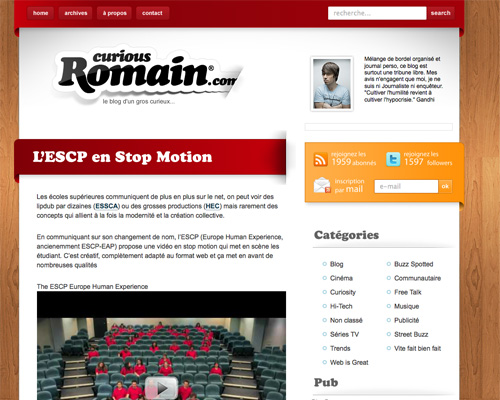 home archives à propos contact recherche... search
curious
Romain®.com
le blog d'un gros curieux...
Mélange de bordel organisé et
journal perso, ce blog est
surtout une tribune libre. Mes
avis n'engagent que moi, je ne
suis ni Journaliste ni enquêteur.
"Cultiver l'humilité revient à
cultiver l'hypocrisie." Gandhi
L'ESCP en Stop Motion
Les écoles supérieures communiquent de plus en plus sur le net, on peut voir des
lipdub par dizaines (ESSCA) ou des grosses productions (HEC) mais rarement des
concepts qui allient à la fois la modernité et la création collective.
En communiquant sur son changement de nom, l'ESCP (Europe Human Experience,
anciennemment ESCP-EAP) propose une vidéo en stop motion qui met en scène les
étudiant. C'est créatif, complètement adapté au format web et ça met en avant de
nombreuses qualités
The ESCP Europe Human Experience
rejoignez les
1959 abonnés
rejoignez les
1597 followers
inscription
par mail
e-mail
ok
Catégories
Blog
Cinéma
Curiosity
Hi-Tech
Non classé
Séries TV
Trends
Web is Great
Buzz Spotted
Communautaire
Free Talk
Musique
Publicité
Street Buzz
Vite fait bien fait
Pub